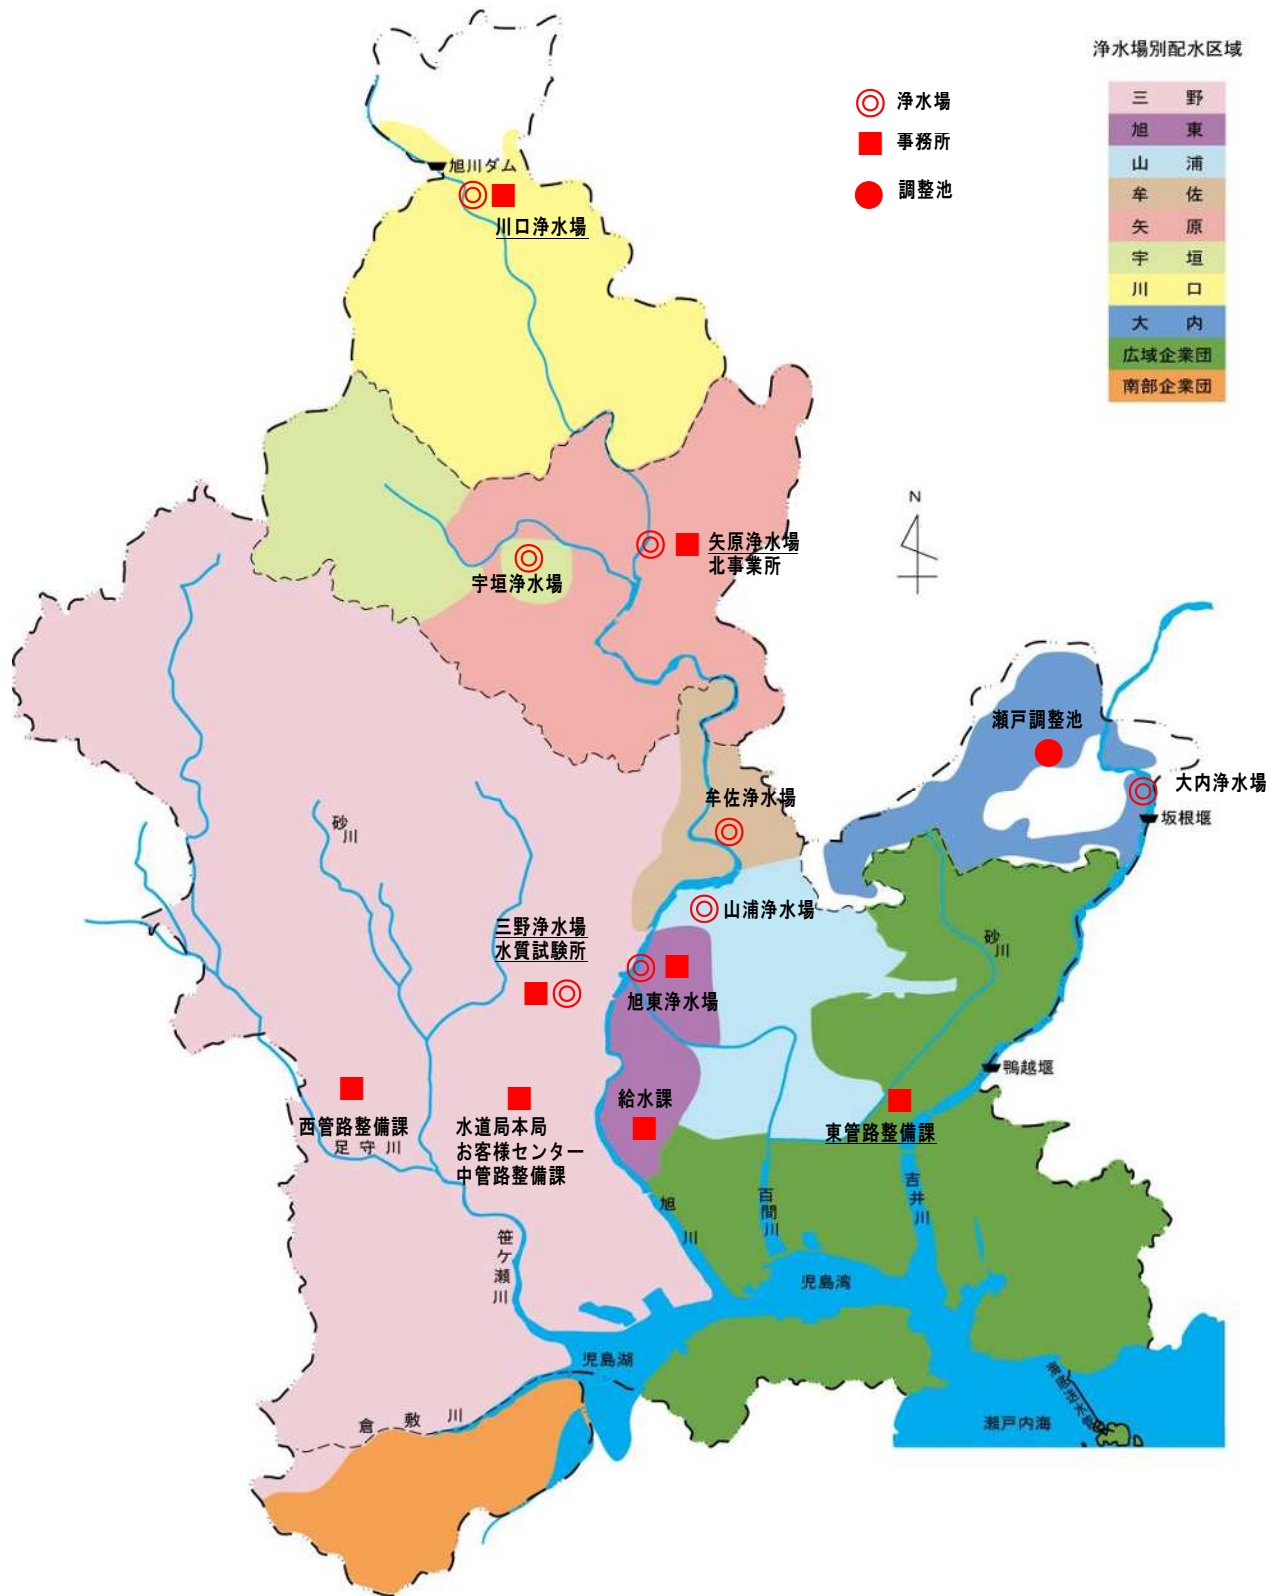 浄水場別配水区域
三野
旭東
山浦
牟佐
矢原
宇垣
川口
大内
広域企業団
南部企業団
浄水場
事務所
調整池
旭川ダム
川口浄水場
N
矢原浄水場
北事業所
宇垣浄水場
瀬戸調整池
大内浄水場
坂根堰
牟佐浄水場
砂川
山浦浄水場
三野浄水場
水質試験所
砂川
旭東浄水場
鴨越堰
給水課
西管路整備課
足守川
水道局本局
お客様センター
中管路整備課
東管路整備課
吉井川
百間川
旭川
笹ケ瀬川
児島湾
児島湖
倉敷川
瀬戸内海